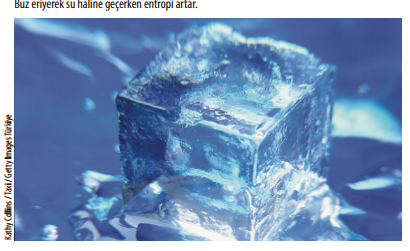 Buz eriyerek su haline geçerken entropi artar.
Kathy Collins / Taxi / Getty Images Türkiye